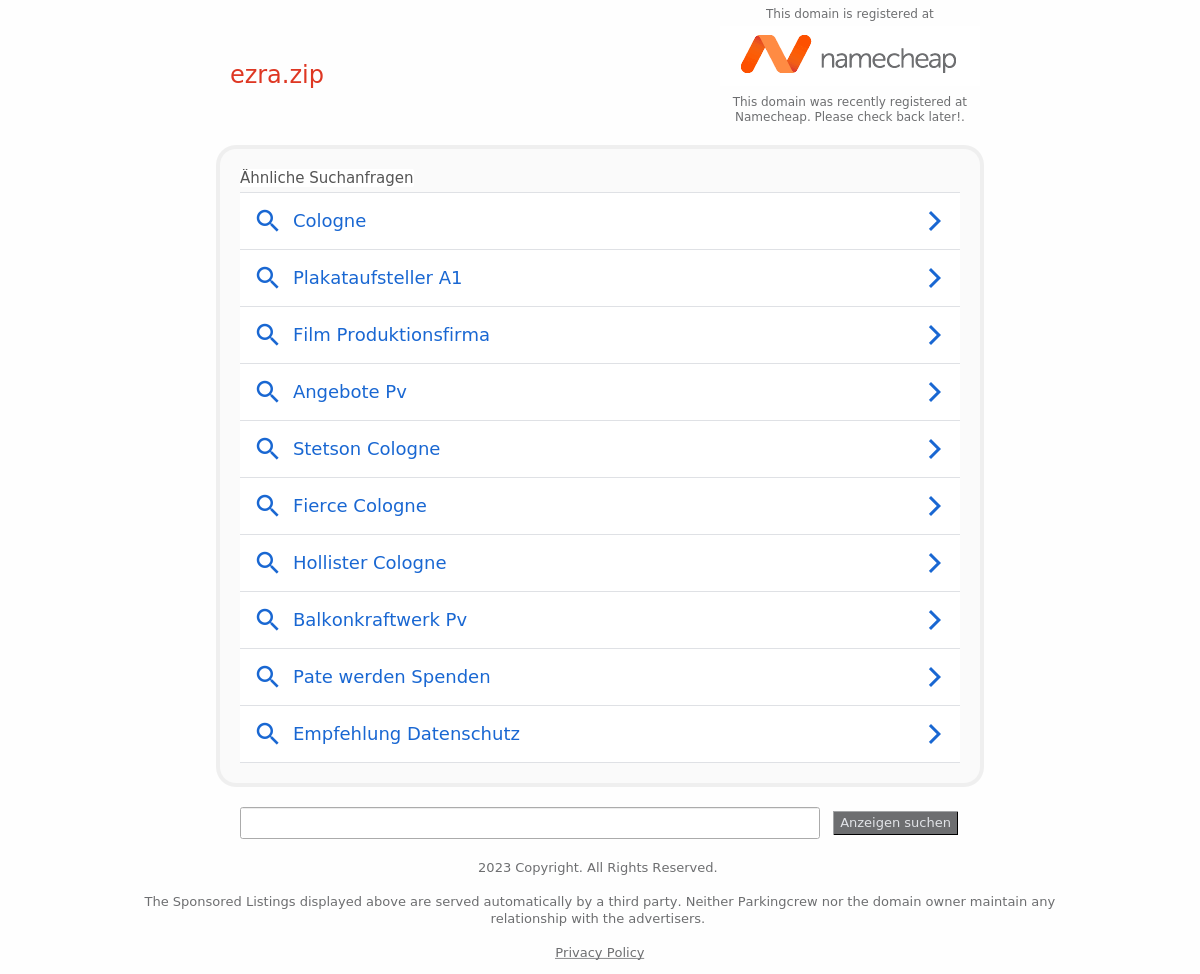 This domain is registered at
namecheap
ezra.zip
This domain was recently registered at
Namecheap. Please check back later!.
Ähnliche Suchanfragen
Cologne
Plakataufsteller A1
Film Produktionsfirma
Angebote Pv
Stetson Cologne
Fierce Cologne
Hollister Cologne
Balkonkraftwerk Pv
Pate werden Spenden
Empfehlung Datenschutz
Anzeigen suchen
2023 Copyright. All Rights Reserved.
The Sponsored Listings displayed above are served automatically by a third party. Neither Parkingcrew nor the domain owner maintain any
relationship with the advertisers.
Privacy Policy